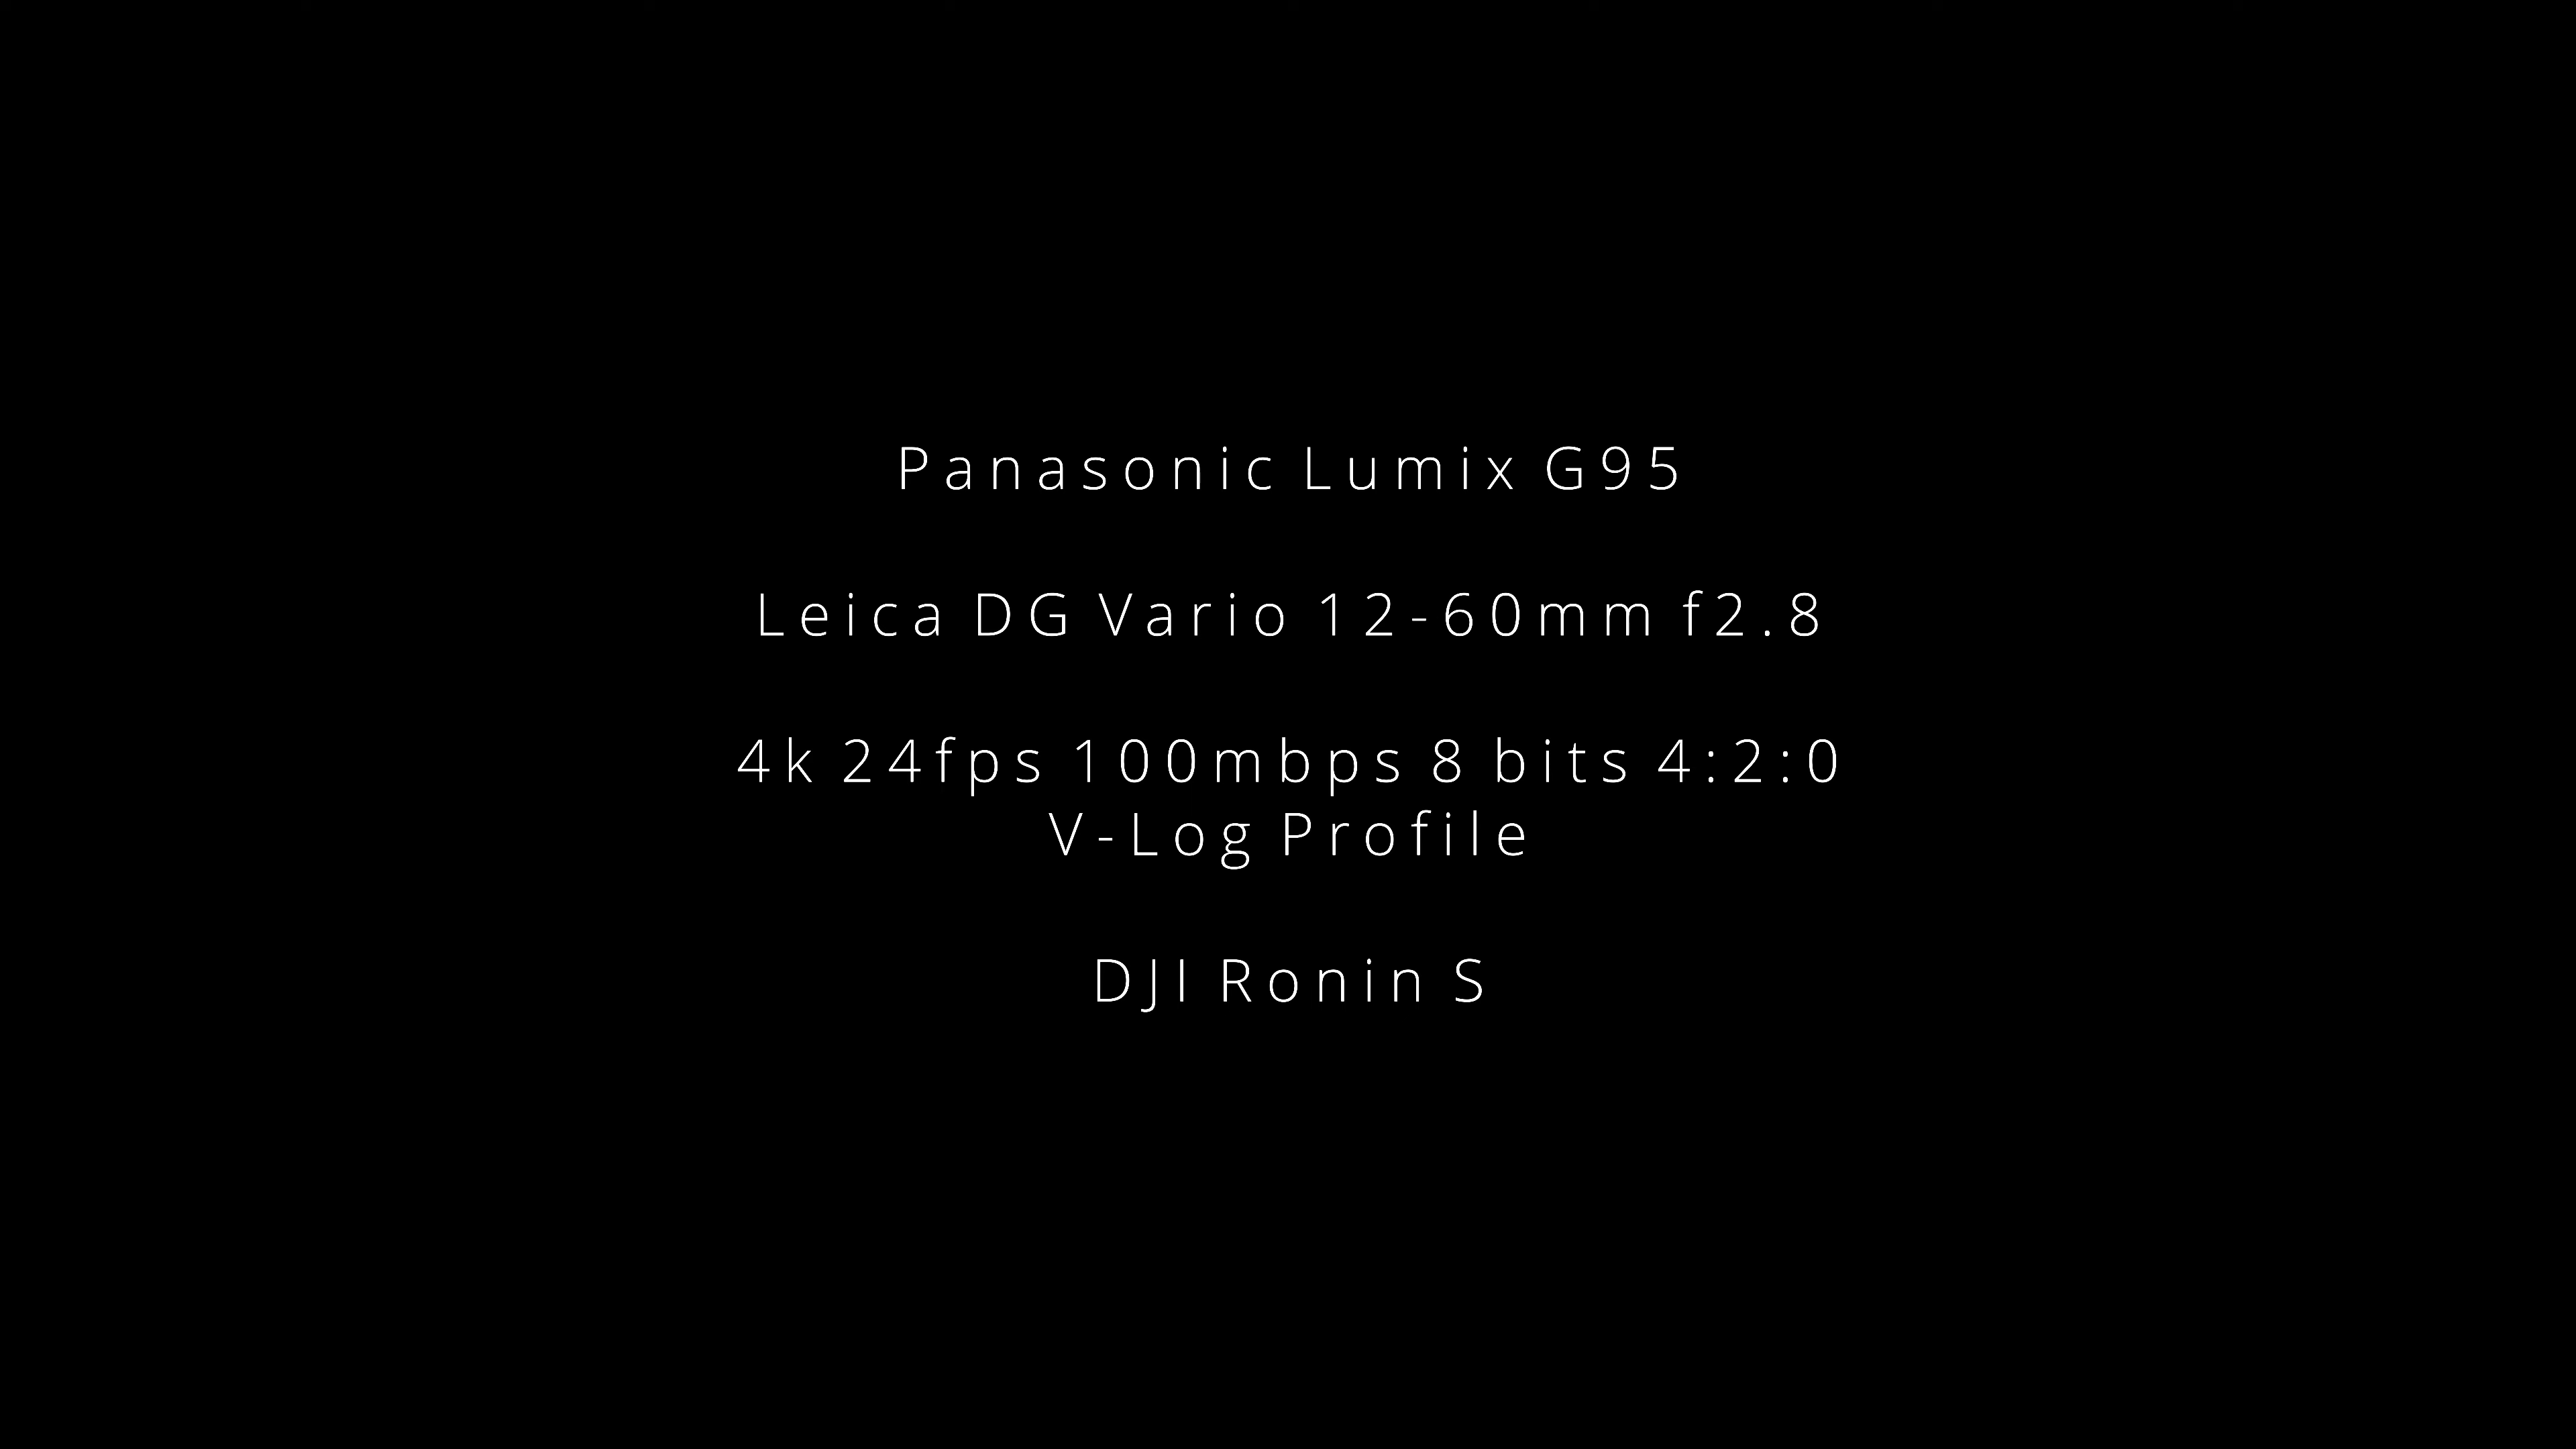 Panasonic Lumix G95
Leica DG Vario 12-60mm f2.8
4k 24fps 100mbps 8 bits 4:2:0
V-Log Profile
DJI Ronin S